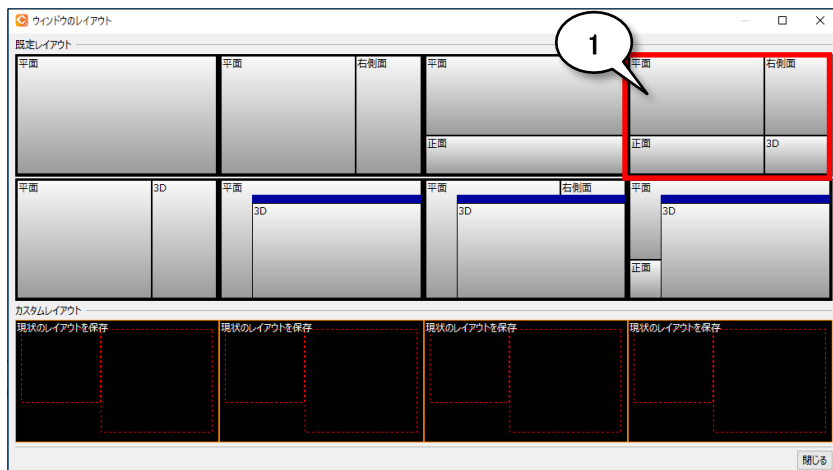 ウィンドウのレイアウト
既定レイアウト
1
平面
平面 右側面
平面
正面
平面 右側面
正面 3D
平面 3D
平面
3D
平面 右側面
3D
平面
3D
正面
カスタムレイアウト
現状のレイアウトを保存 現状のレイアウトを保存 現状のレイアウトを保存 現状のレイアウトを保存
閉じる